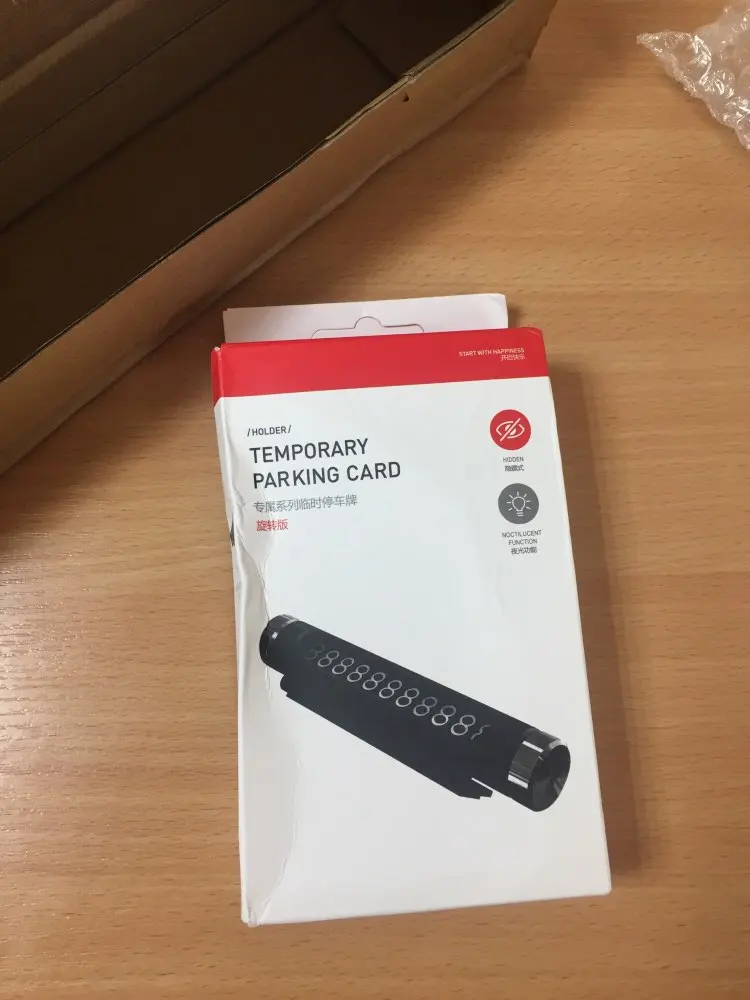 START WITH HAPPINESS
开启快乐
/HOLDER/
TEMPORARY
PARKING CARD
专属系列临时停车牌
旋转版
HIDDEN
隐藏式
NOCTILUCENT
FUNCTION
夜光功能